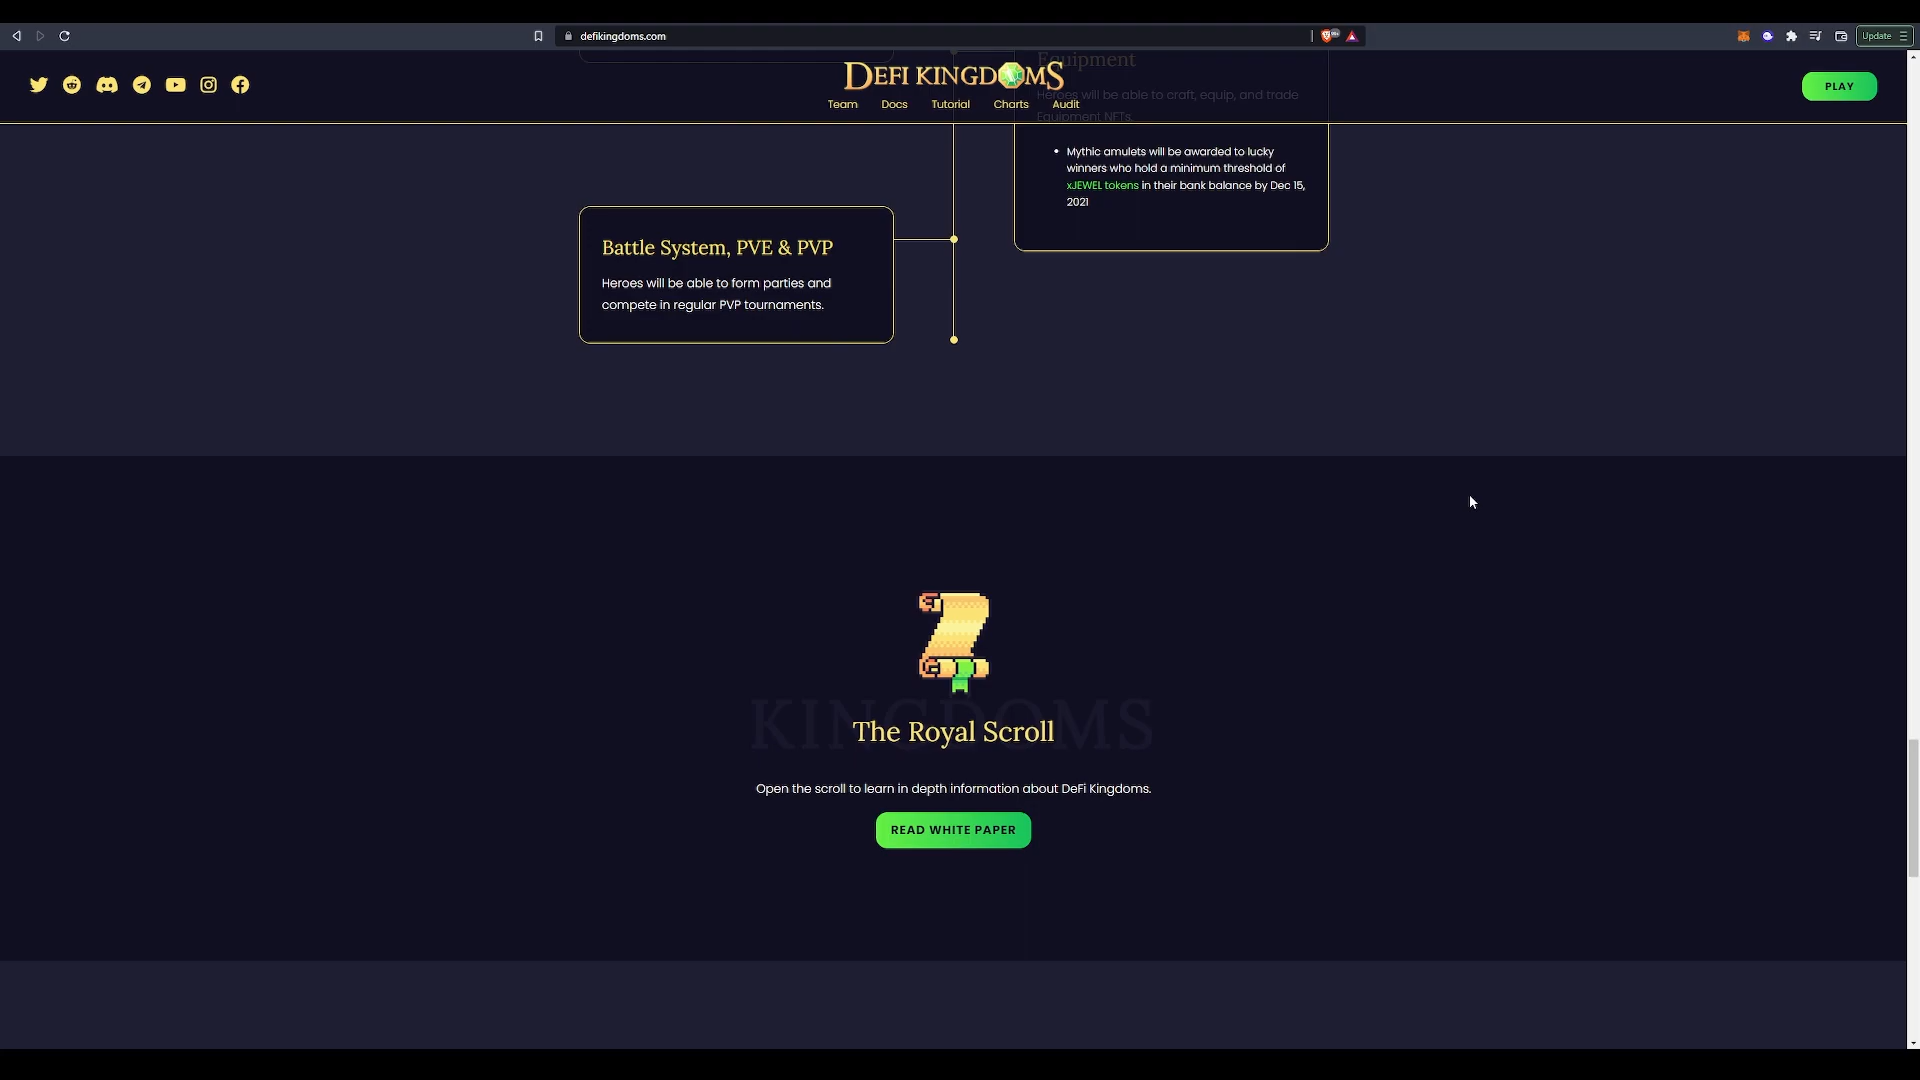 defikingdoms.com
Update
DEFI KINGDOMS
Team Docs Tutorial Charts Audit
PLAY
Equipment
Heroes will be able to craft, equip, and trade
Equipment NFTs.
Mythic amulets will be awarded to lucky
winners who hold a minimum threshold of
xJEWEL tokens in their bank balance by Dec 15,
2021
Battle System, PVE & PVP
Heroes will be able to form parties and
compete in regular PVP tournaments.
KINGDOMS
The Royal Scroll
Open the scroll to learn in depth information about DeFi Kingdoms.
READ WHITE PAPER